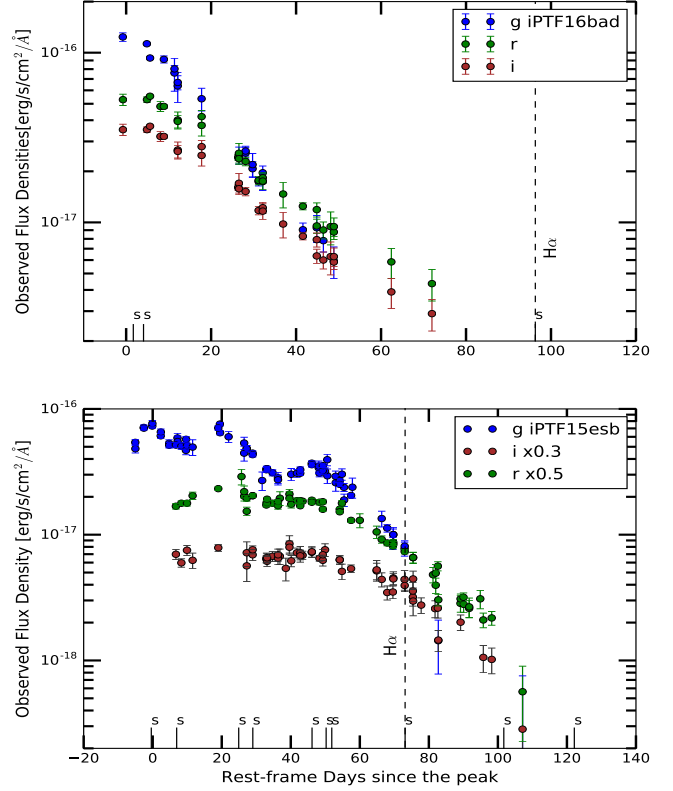 10⁻¹⁶
10⁻¹⁷
Observed Flux Densities[erg/s/cm²/Å]
g iPTF16bad
r
i
Hα
s s s
0 20 40 60 80 100 120
10⁻¹⁶
10⁻¹⁷
10⁻¹⁸
Observed Flux Density [erg/s/cm²/Å]
g iPTF15esb
i x0.3
r x0.5
Hα
s s s s s s s s s s
−20 0 20 40 60 80 100 120 140
Rest-frame Days since the peak